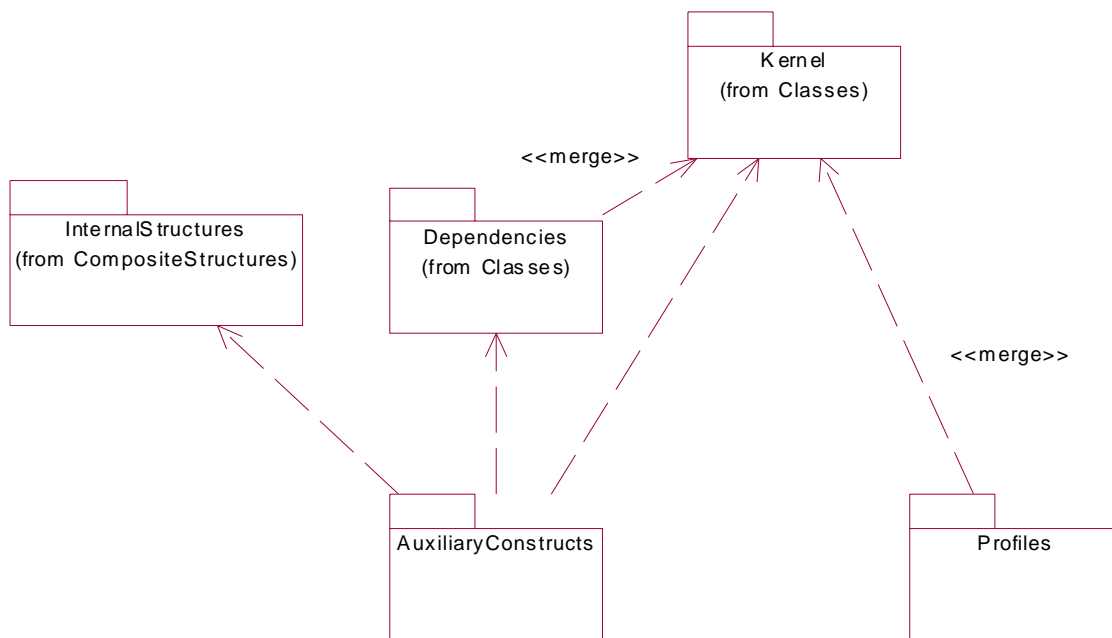 Kernel
(from Classes)
<<merge>>
InternalStructures
(from CompositeStructures)
Dependencies
(from Classes)
<<merge>>
AuxiliaryConstructs
Profiles